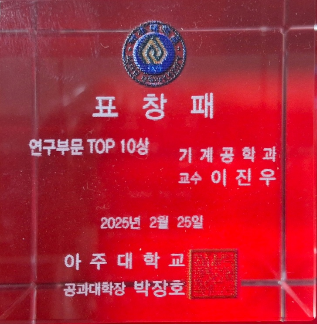 표 창 패
연구부문 TOP 10상
기계공학과
교수 이진우
2025년 2월 25일
아주대학교
공과대학장 박장호